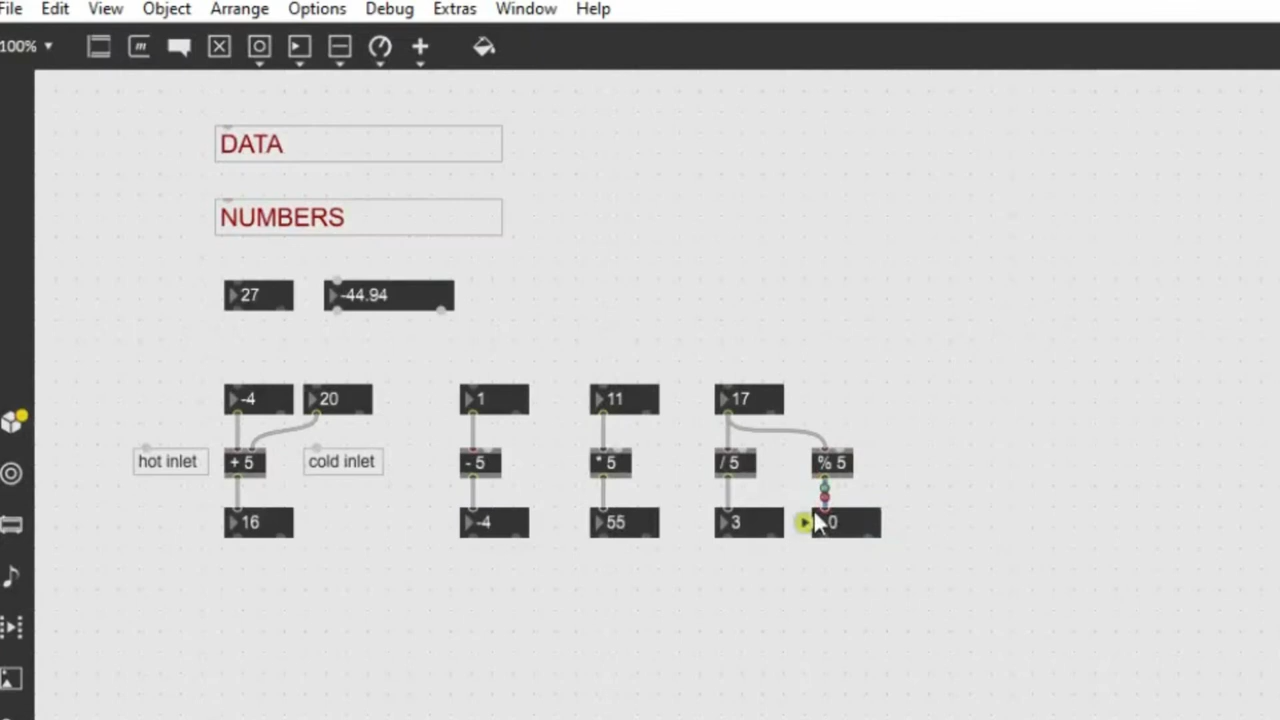 File Edit View Object Arrange Options Debug Extras Window Help
100%
DATA
NUMBERS
27 -44.94
-4 20 1 11 17
hot inlet + 5 cold inlet - 5 * 5 / 5 % 5
16 -4 55 3 0